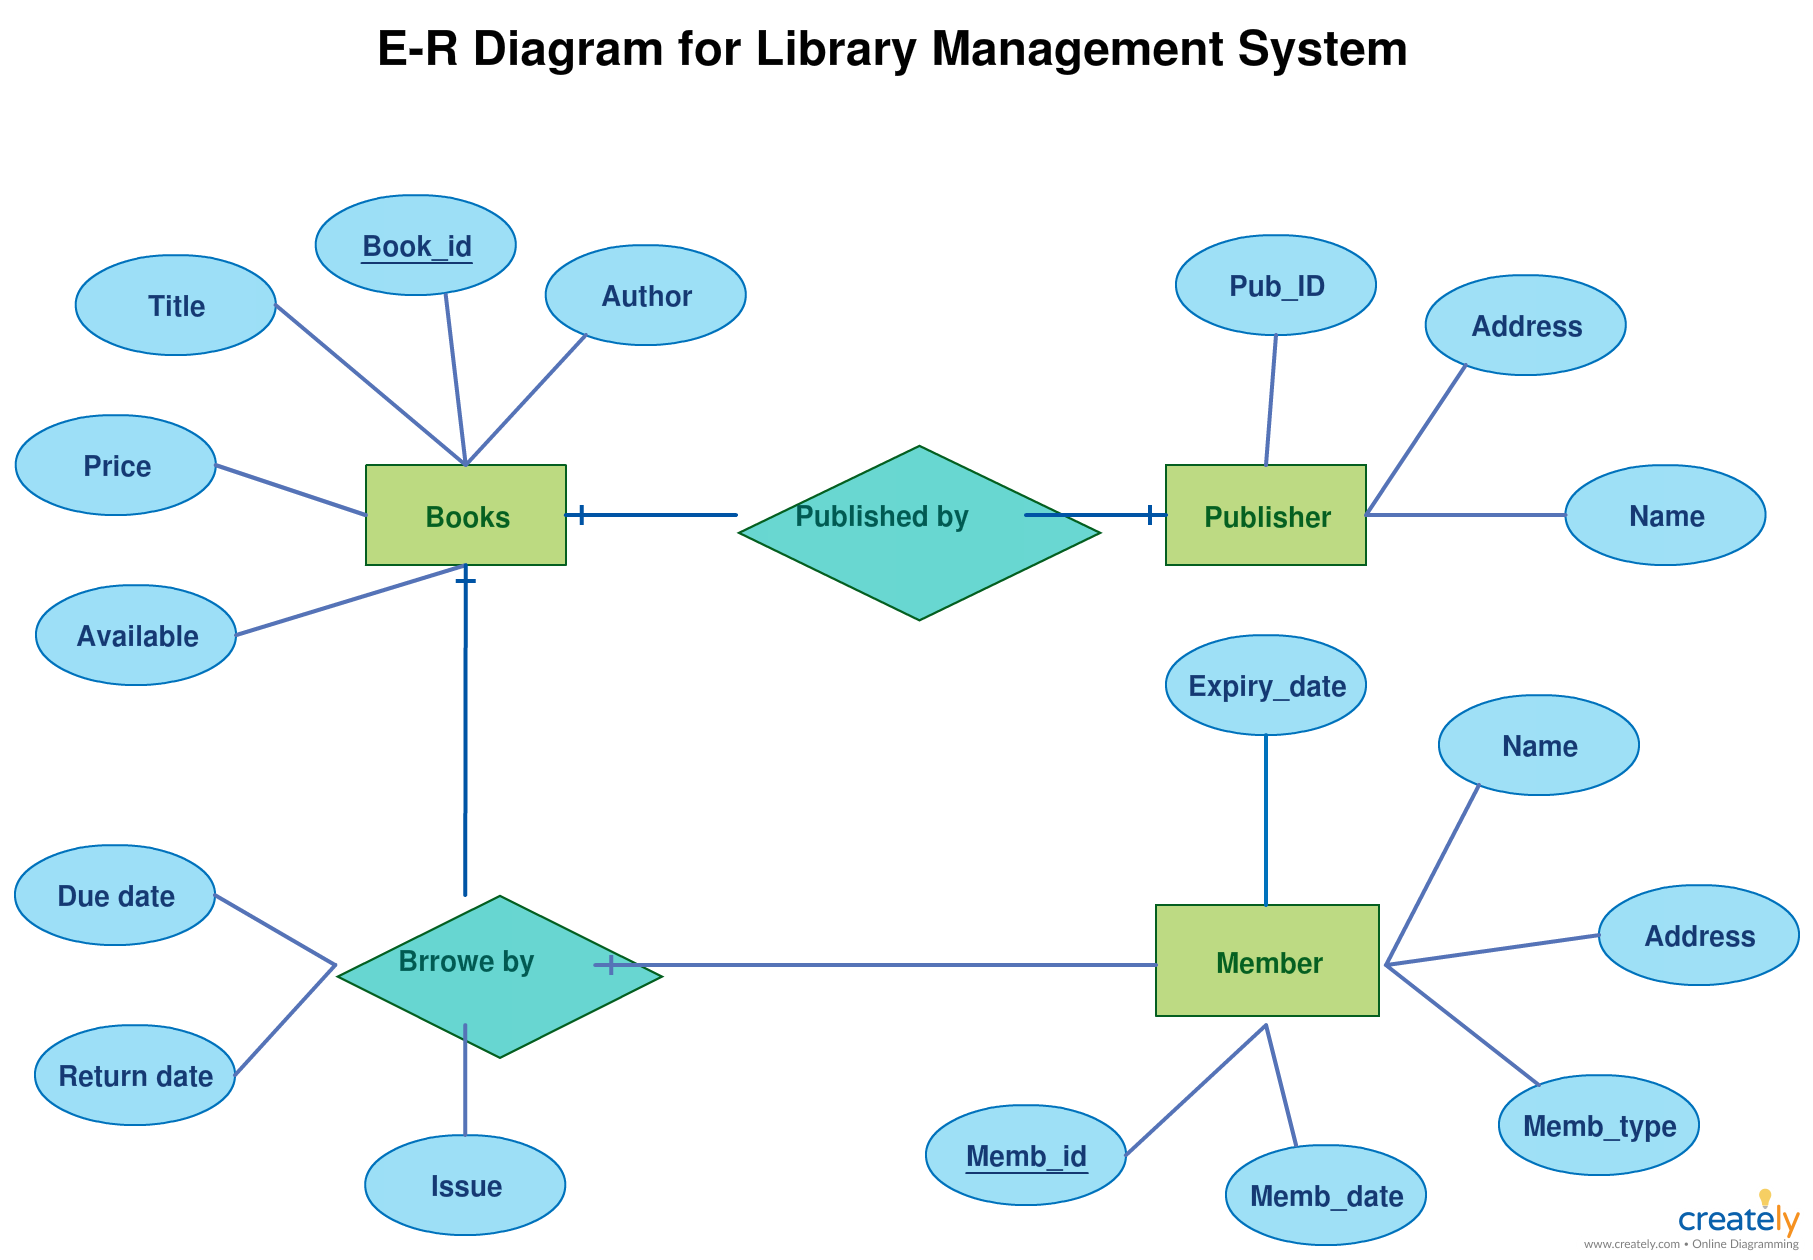 E-R Diagram for Library Management System
Book_id
Title
Author
Pub_ID
Address
Price
Books
Published by
Publisher
Name
Available
Expiry_date
Name
Due date
Brrowe by
Member
Address
Return date
Memb_type
Issue
Memb_id
Memb_date
creately
www.creately.com • Online Diagramming